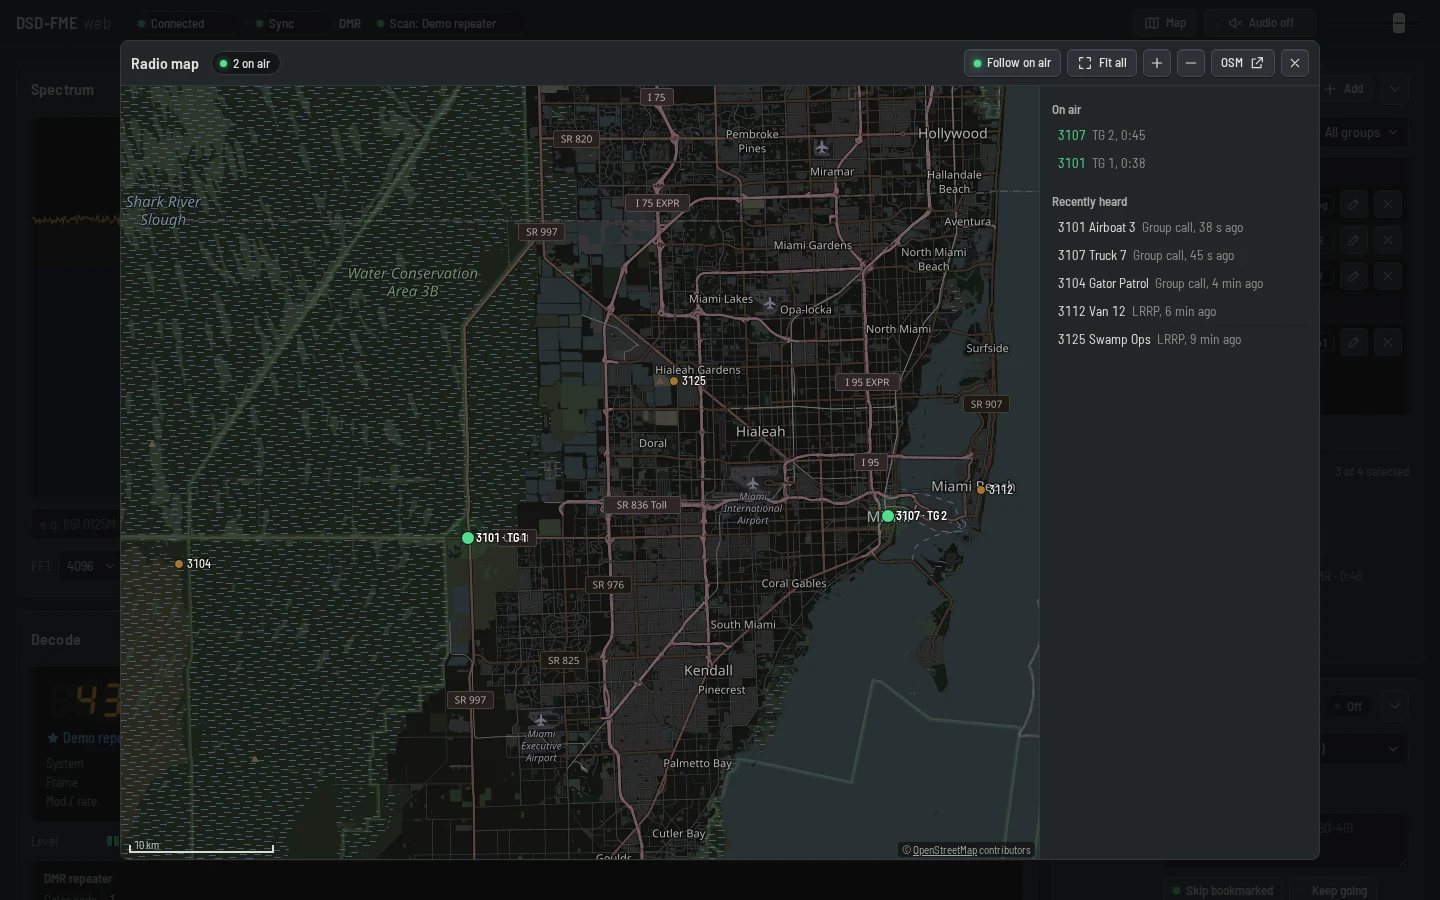 DSD-FME web
Connected
Sync
DMR
Scan: Demo repeater
Map
Audio off
Radio map
2 on air
Follow on air
Fit all
OSM
Spectrum
Add
All groups
3 of 4 selected
e.g. 851.0125M
FFT
4096
Decode
43
Demo repe
System
Frame
Mod / rate
Level
DMR repeater
Off
Skip bookmarked
Keep going
I 75
SR 820
Pembroke
Pines
Hollywood
Miramar
Hallandale
Beach
I 75 EXPR
Shark River
Slough
Aventura
SR 997
Miami Gardens
North Miami
Beach
Water Conservation
Area 3B
Miami Lakes
Opa-locka
North Miami
Surfside
Hialeah Gardens
3125
I 95 EXPR
SR 907
Hialeah
Doral
I 95
Miami Beach
3112
Miami
International
Airport
SR 836 Toll
3107 · TG 2
3101 · TG 1
3104
SR 976
Coral Gables
South Miami
SR 825
Kendall
Pinecrest
SR 997
Miami
Executive
Airport
Palmetto Bay
Cutler Bay
Goulds
10 km
© OpenStreetMap contributors
On air
3107 TG 2, 0:45
3101 TG 1, 0:38
Recently heard
3101 Airboat 3 Group call, 38 s ago
3107 Truck 7 Group call, 45 s ago
3104 Gator Patrol Group call, 4 min ago
3112 Van 12 LRRP, 6 min ago
3125 Swamp Ops LRRP, 9 min ago